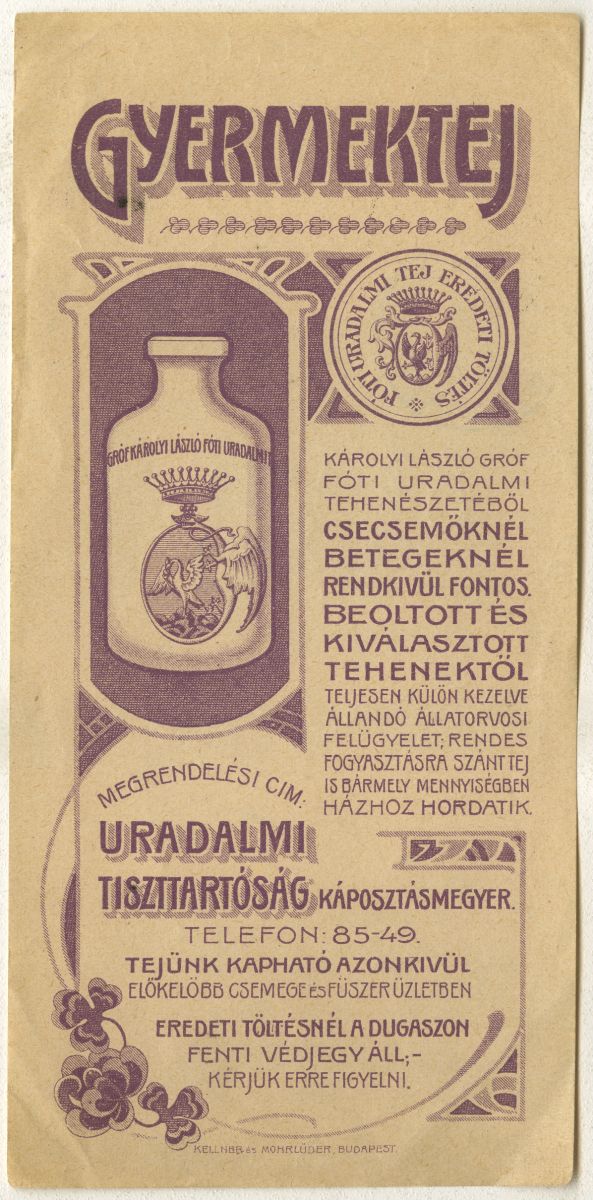 GYERMEKTEJ
FÓTI URADALMI TEJ EREDETI TÖLTÉS
GRÓF KÁROLYI LÁSZLÓ FÓTI URADALMI T
KÁROLYI LÁSZLÓ GRÓF
FÓTI URADALMI
TEHENÉSZETÉBŐL
CSECSEMŐKNÉL
BETEGEKNÉL
RENDKIVÜL FONTOS.
BEOLTOTT ÉS
KIVÁLASZTOTT
TEHENEKTŐL
TELJESEN KÜLÖN KEZELVE
ÁLLANDÓ ÁLLATORVOSI
FELÜGYELET; RENDES
FOGYASZTÁSRA SZÁNT TEJ
IS BÁRMELY MENNYISÉGBEN
HÁZHOZ HORDATIK.
MEGRENDELÉSI CIM:
URADALMI
TISZTTARTÓSÁG KÁPOSZTÁSMEGYER.
TELEFON: 85-49.
TEJÜNK KAPHATÓ AZONKIVÜL
ELŐKELŐBB CSEMEGE és FÜSZER ÜZLETBEN
EREDETI TÖLTÉSNÉL A DUGASZON
FENTI VÉDJEGY ÁLL;-
KÉRJÜK ERRE FIGYELNI.
KELLNER és MOHRLÜDER, BUDAPEST.